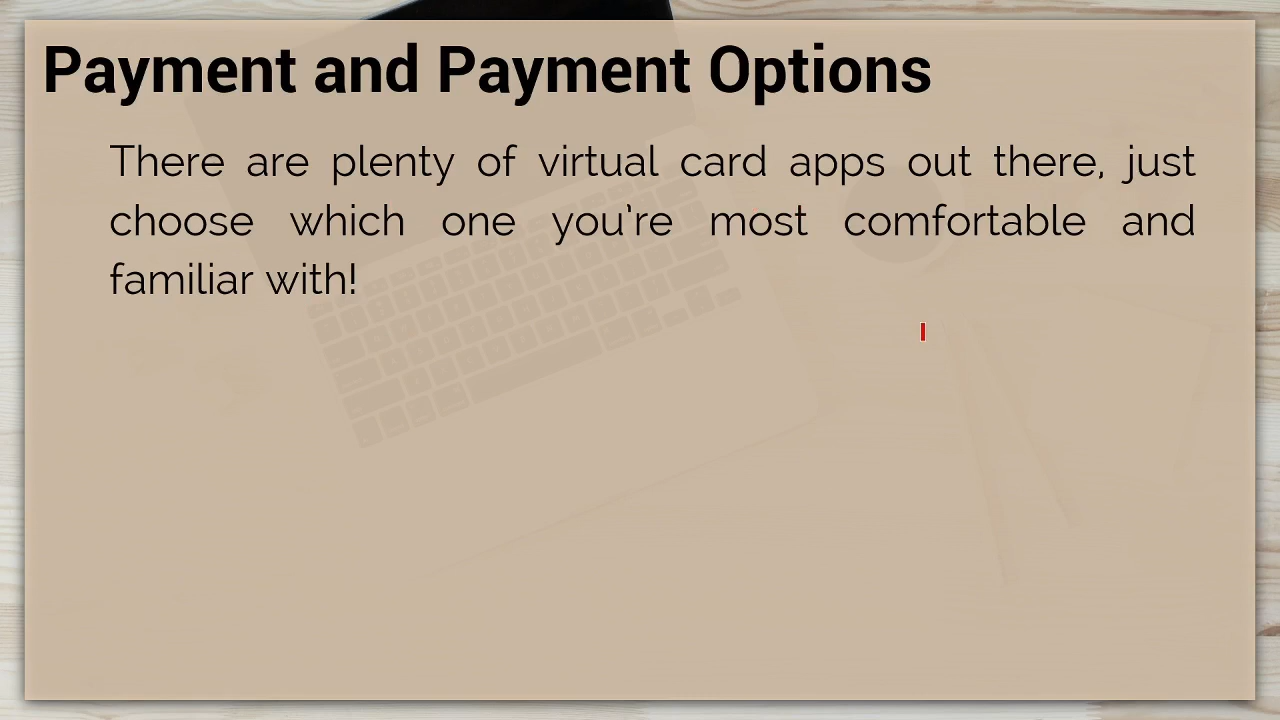 Payment and Payment Options
There are plenty of virtual card apps out there, just
choose which one you're most comfortable and
familiar with!